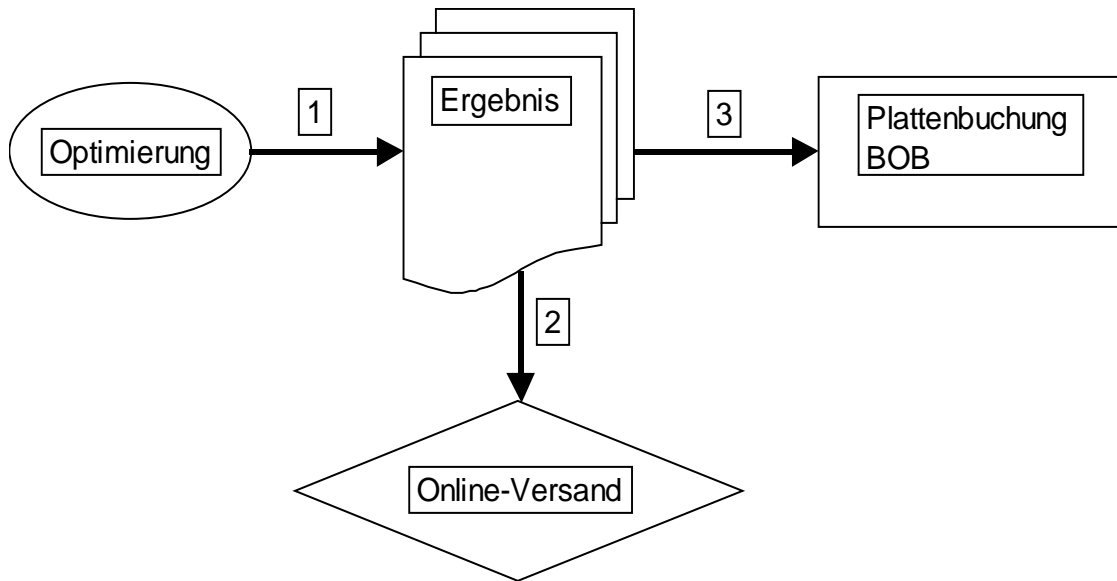 Optimierung
1
Ergebnis
3
Plattenbuchung
BOB
2
Online-Versand